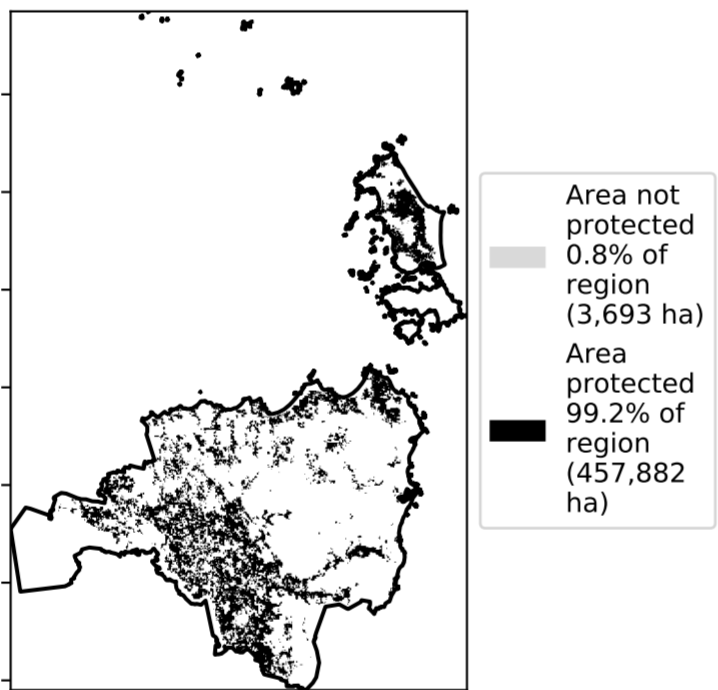 Area not
protected
0.8% of
region
(3,693 ha)
Area
protected
99.2% of
region
(457,882
ha)